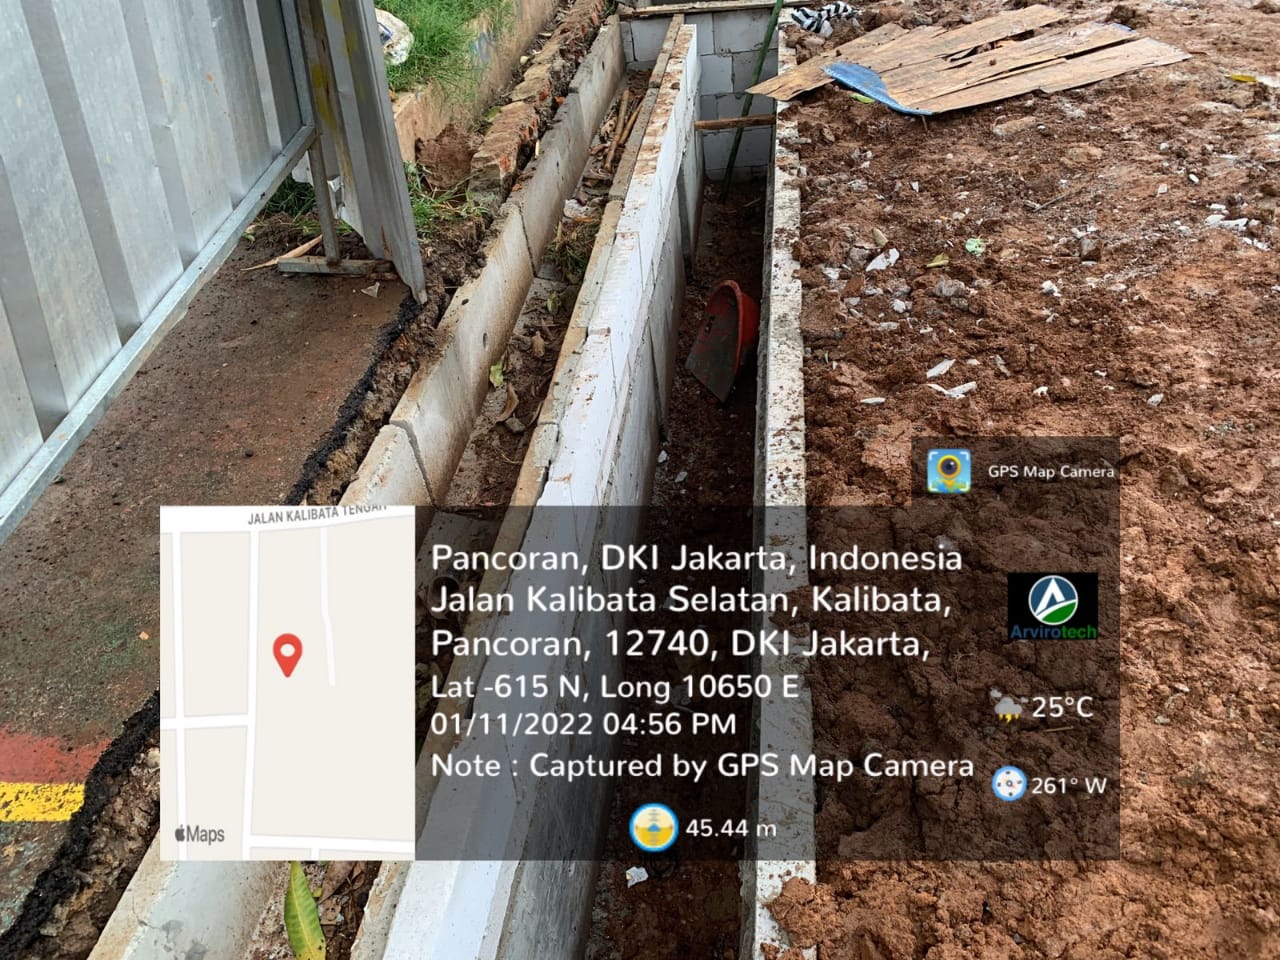 GPS Map Camera
JALAN KALIBATA TENGAH
Pancoran, DKI Jakarta, Indonesia
Jalan Kalibata Selatan, Kalibata,
Pancoran, 12740, DKI Jakarta,
Lat -615 N, Long 10650 E
01/11/2022 04:56 PM
Note : Captured by GPS Map Camera
Arvirotech
25°C
261° W
45.44 m
Maps